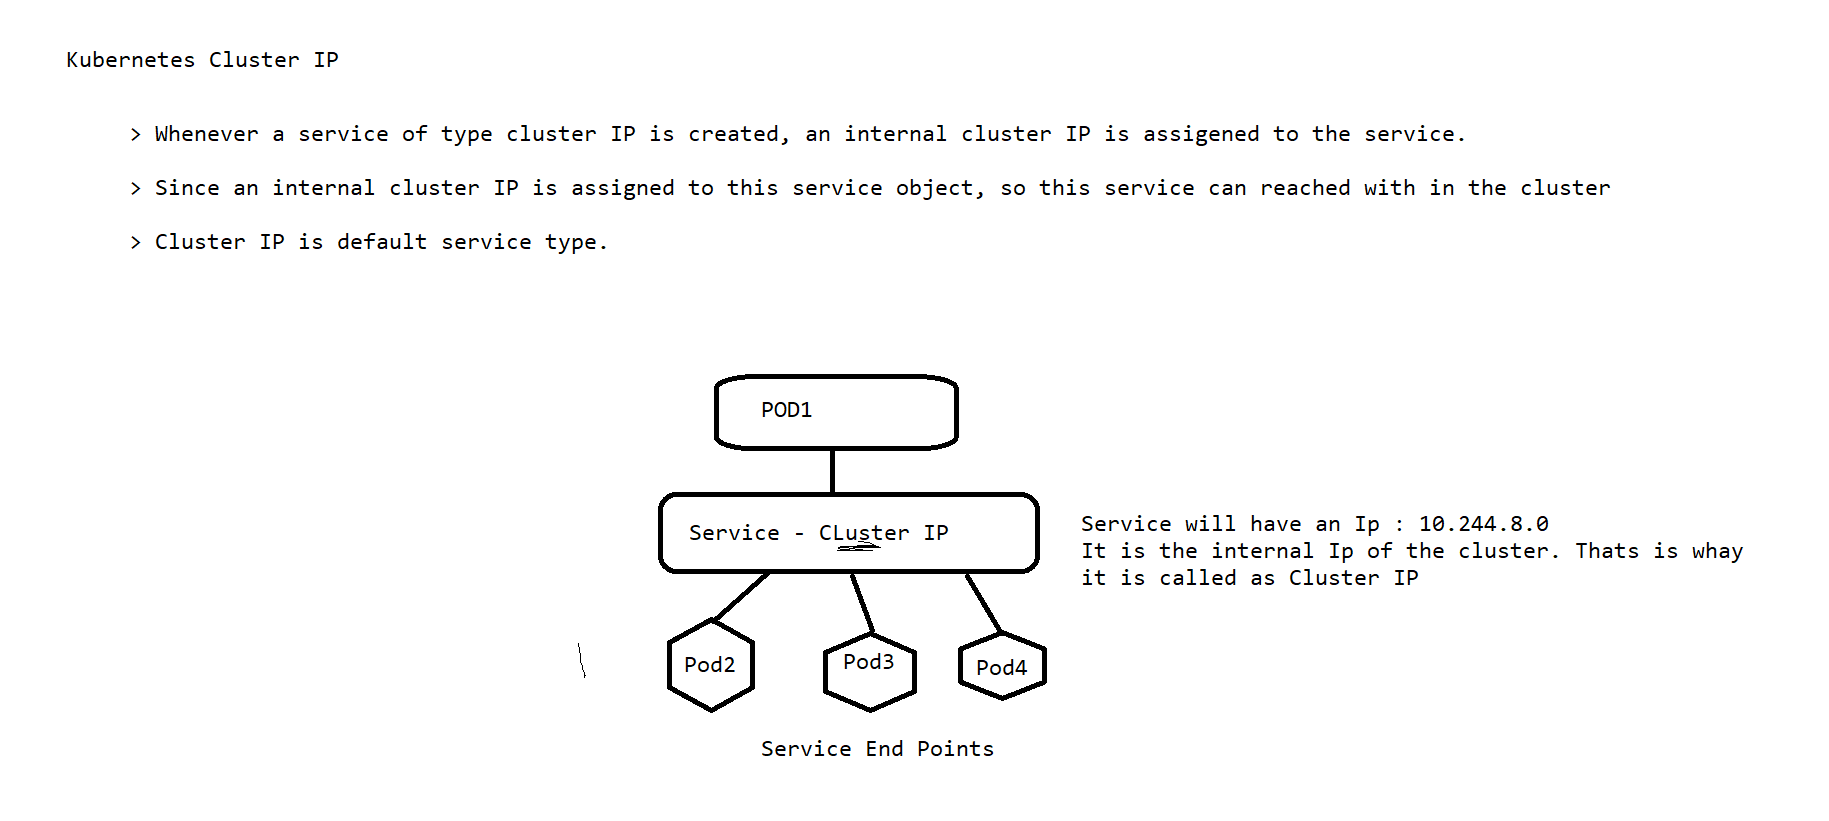 Kubernetes Cluster IP
> Whenever a service of type cluster IP is created, an internal cluster IP is assigened to the service.
> Since an internal cluster IP is assigned to this service object, so this service can reached with in the cluster
> Cluster IP is default service type.
POD1
Service - CLuster IP
Service will have an Ip : 10.244.8.0
It is the internal Ip of the cluster. Thats is whay
it is called as Cluster IP
Pod2
Pod3
Pod4
Service End Points